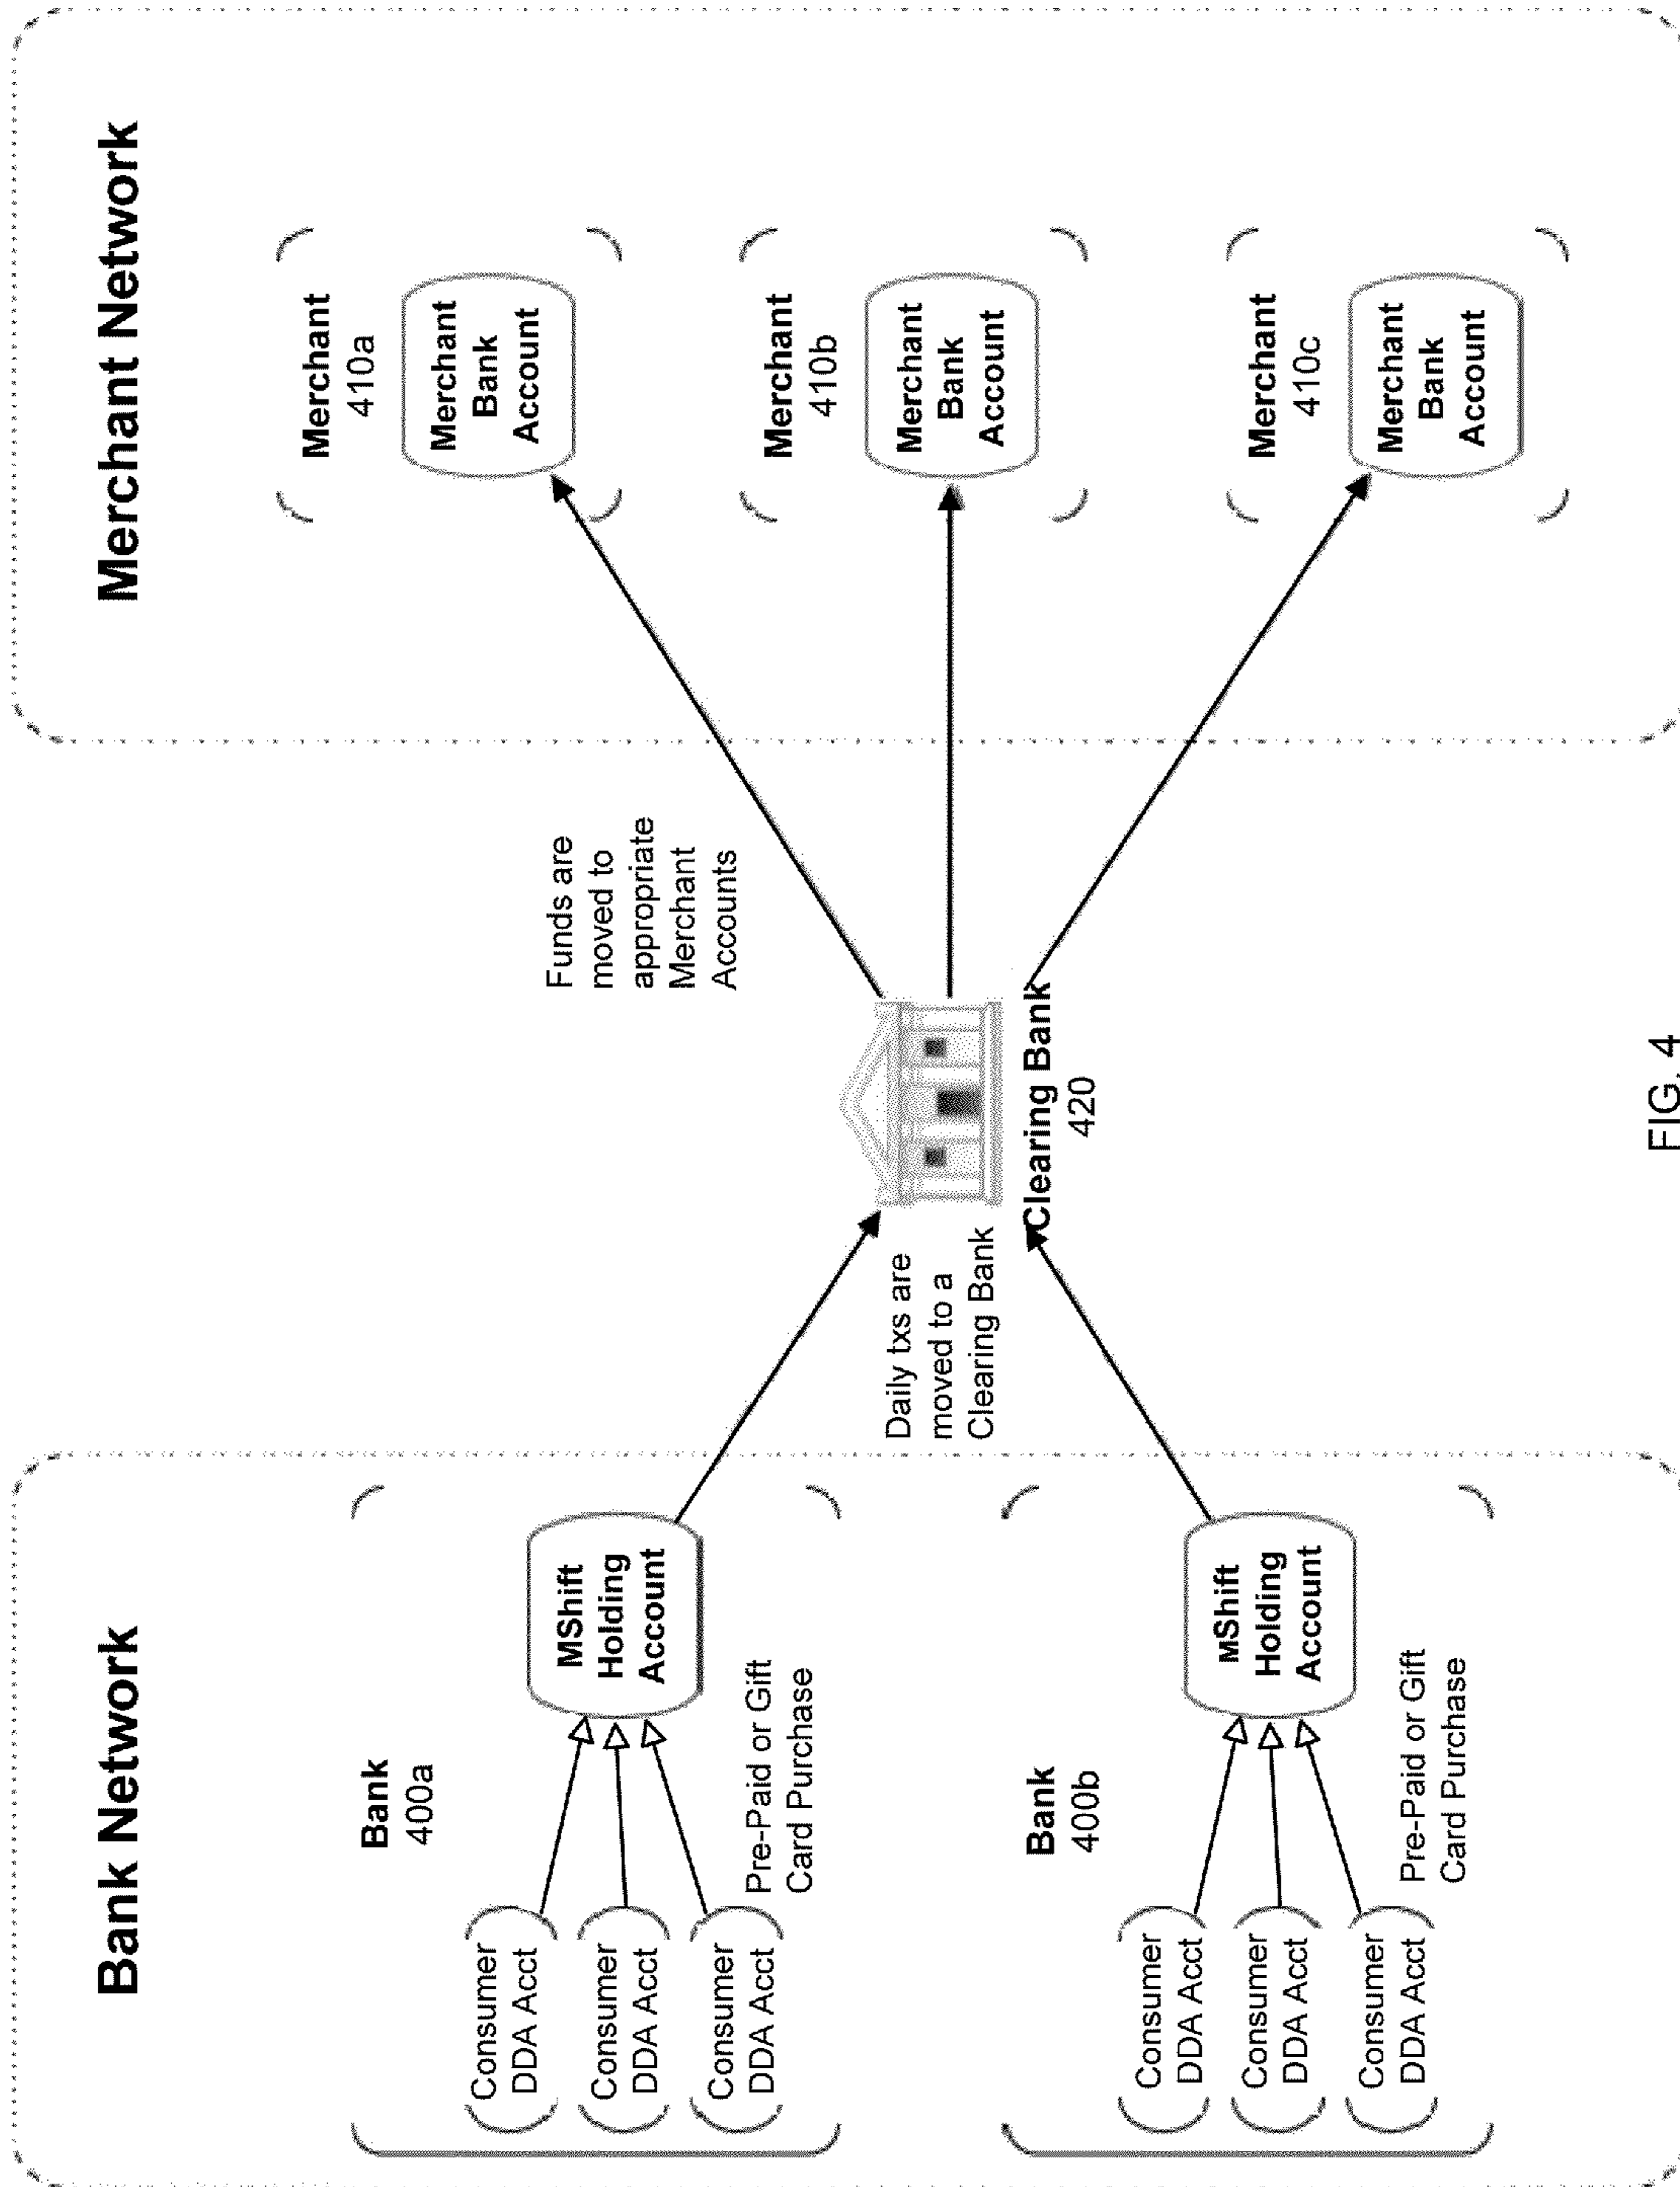 Bank Network
Bank
400a
Consumer
DDA Acct
Consumer
DDA Acct
Consumer
DDA Acct
MShift
Holding
Account
Pre-Paid or Gift
Card Purchase
Bank
400b
Consumer
DDA Acct
Consumer
DDA Acct
Consumer
DDA Acct
MShift
Holding
Account
Pre-Paid or Gift
Card Purchase
Daily txs are
moved to a
Clearing Bank
Clearing Bank
420
Funds are
moved to
appropriate
Merchant
Accounts
Merchant Network
Merchant
410a
Merchant
Bank
Account
Merchant
410b
Merchant
Bank
Account
Merchant
410c
Merchant
Bank
Account
FIG. 4